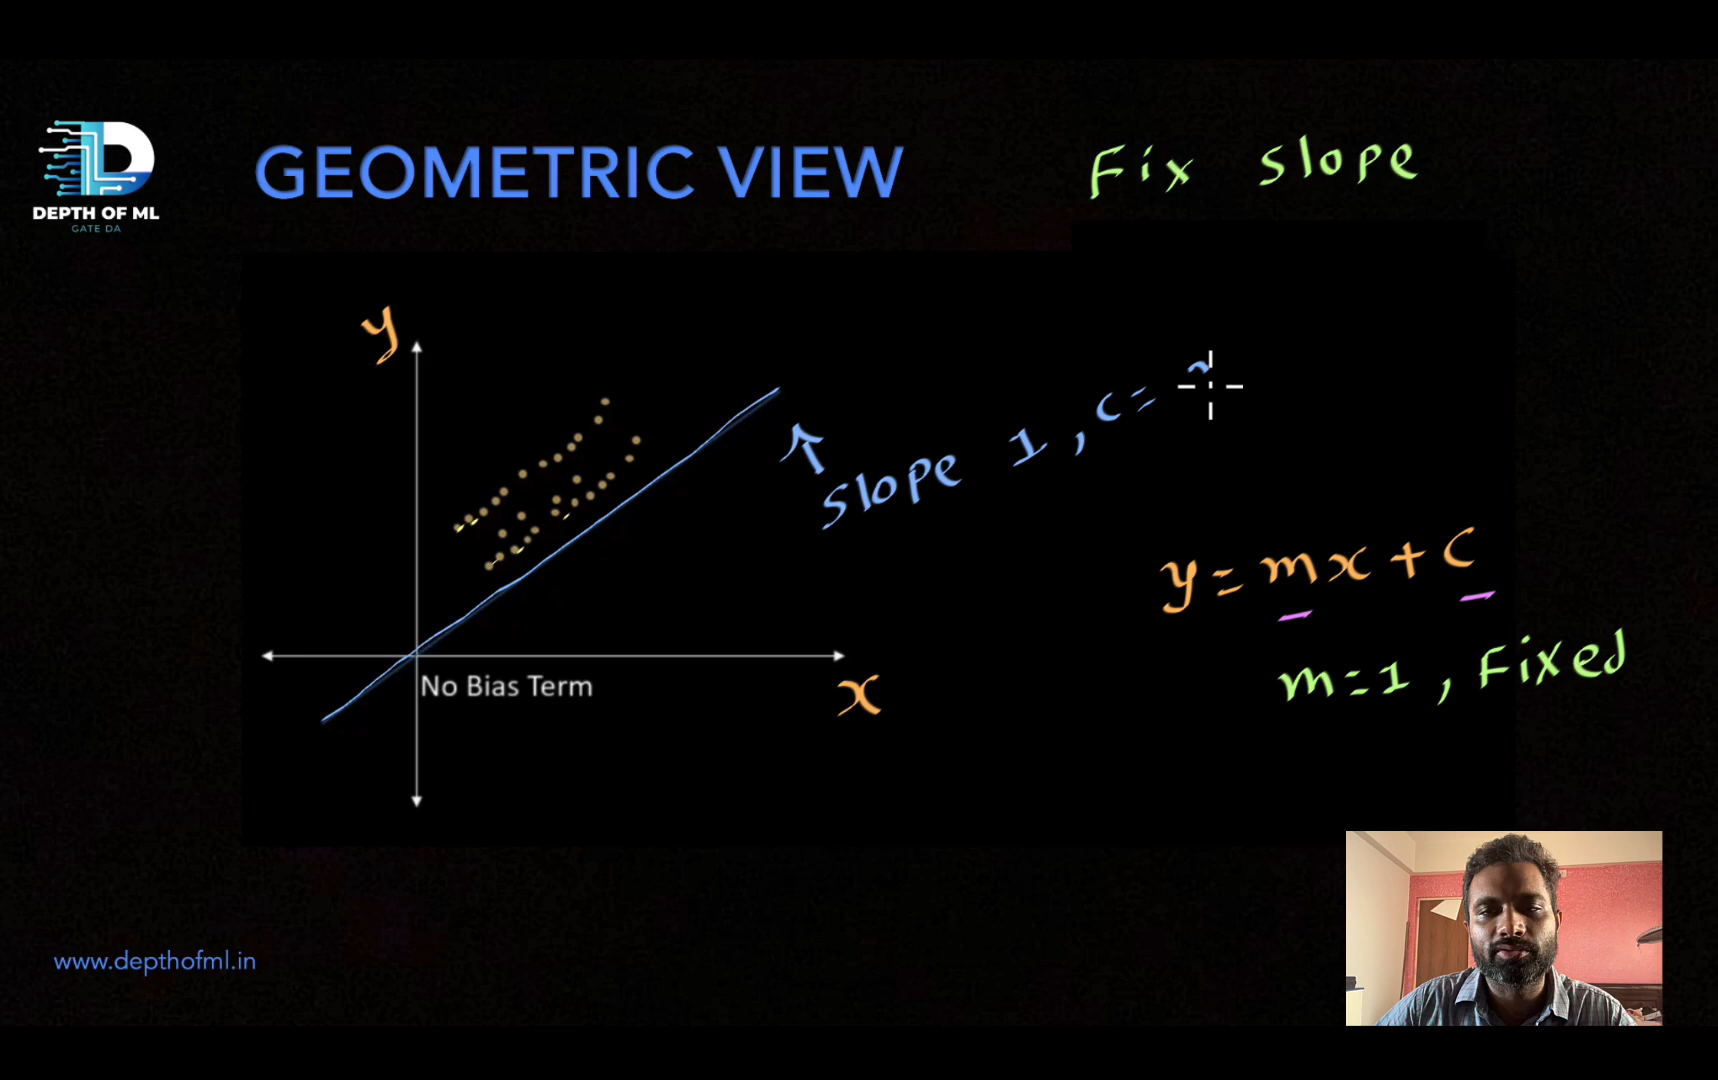 DEPTH OF ML
GATE DA
GEOMETRIC VIEW
Fix Slope
y
Slope 1, c =
y = mx + c
m = 1, Fixed
No Bias Term
x
www.depthofml.in